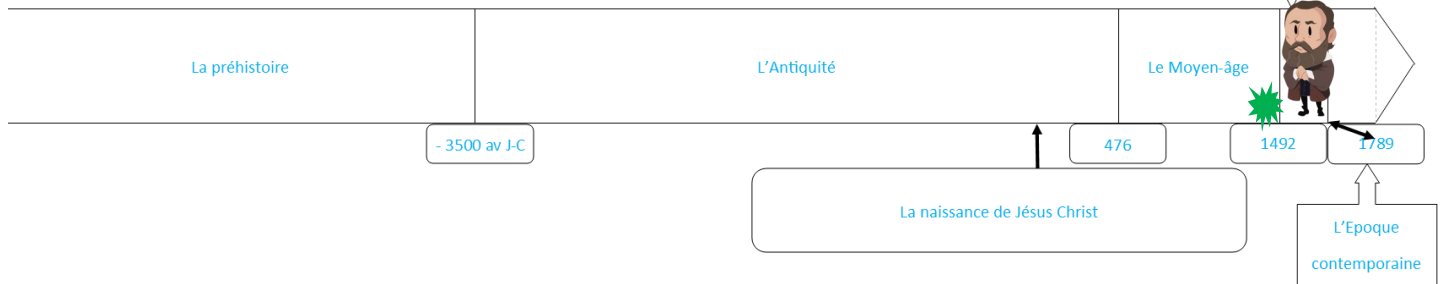 La préhistoire
L'Antiquité
Le Moyen-âge
- 3500 av J-C
476
1492
1789
La naissance de Jésus Christ
L'Epoque
contemporaine